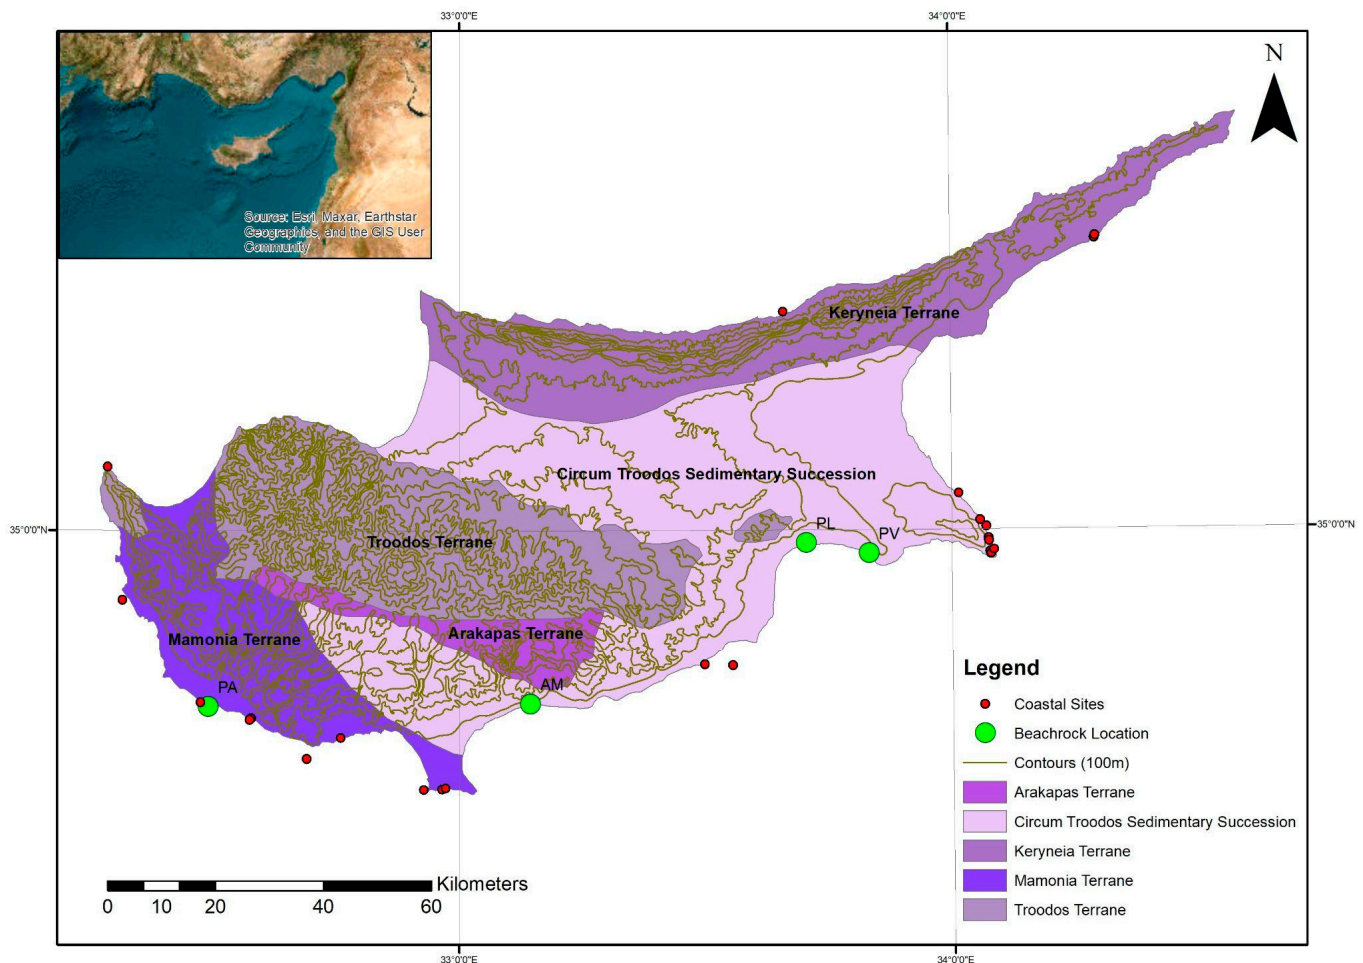 33°0'0"E
34°0'0"E
Source: Esri, Maxar, Earthstar
Geographics, and the GIS User
Community
N
Keryneia Terrane
Circum Troodos Sedimentary Succession
35°0'0"N
35°0'0"N
PL
PV
Troodos Terrane
Mamonia Terrane
Arakapas Terrane
PA
AM
Legend
Coastal Sites
Beachrock Location
Contours (100m)
Arakapas Terrane
Circum Troodos Sedimentary Succession
Keryneia Terrane
Mamonia Terrane
Troodos Terrane
Kilometers
0 10 20 40 60
33°0'0"E
34°0'0"E